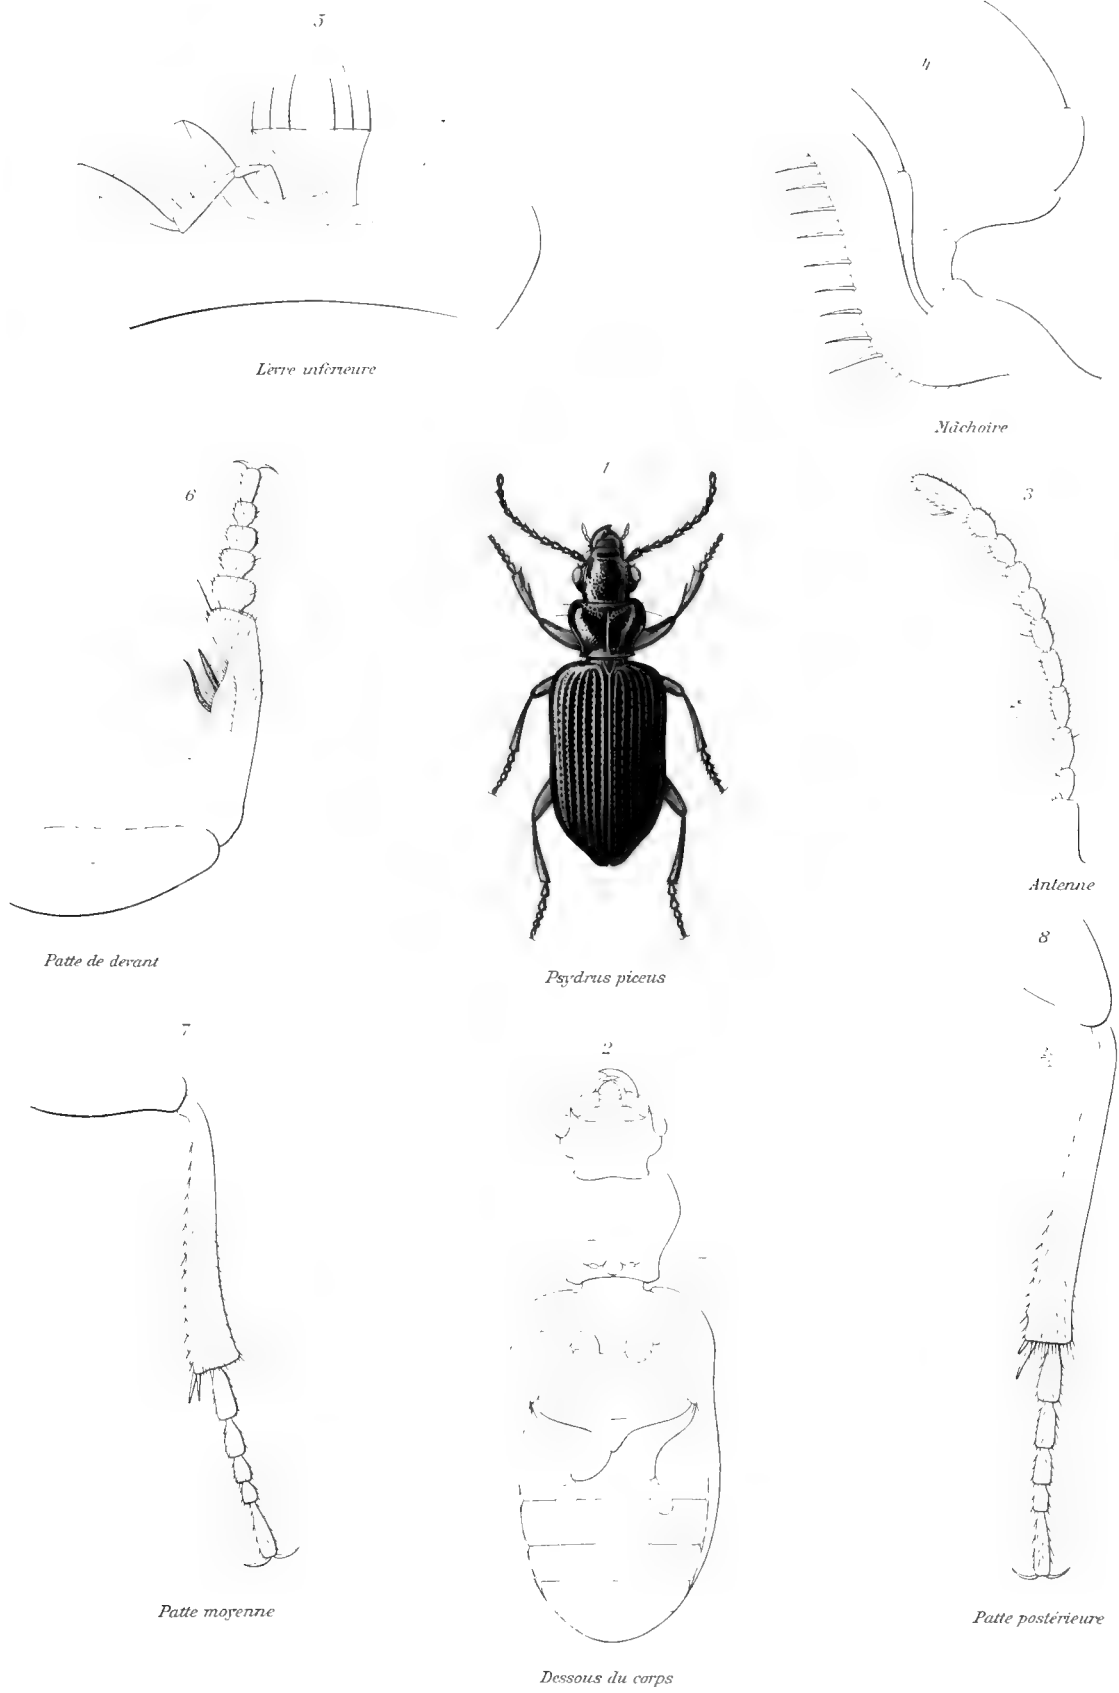 5
4
Lèvre inférieure
Mâchoire
6
1
3
Antenne
Patte de devant
8
Psydrus piceus
7
2
Patte moyenne
Patte postérieure
Dessous du corps